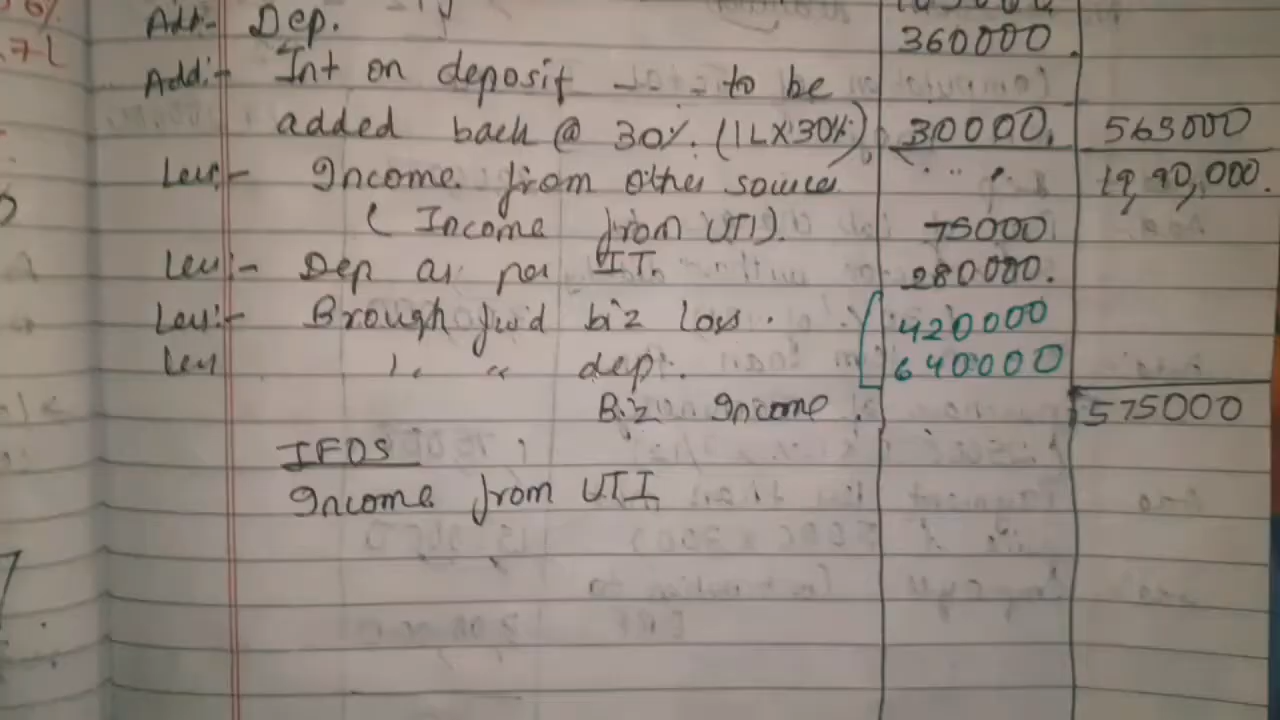 Add:- Dep. 360000.
Add:- Int on deposit - - to be
added back @ 30%. (1L X 30%) 30000. 563000
Less:- Income from other source 19,90,000.
( Income from UTI). 75000
Less:- Dep as per IT. 280000.
Less:- Brough fwd biz loss. 420000
Less " " dept. 640000
Biz Income. 575000
IFOS
Income from UTI